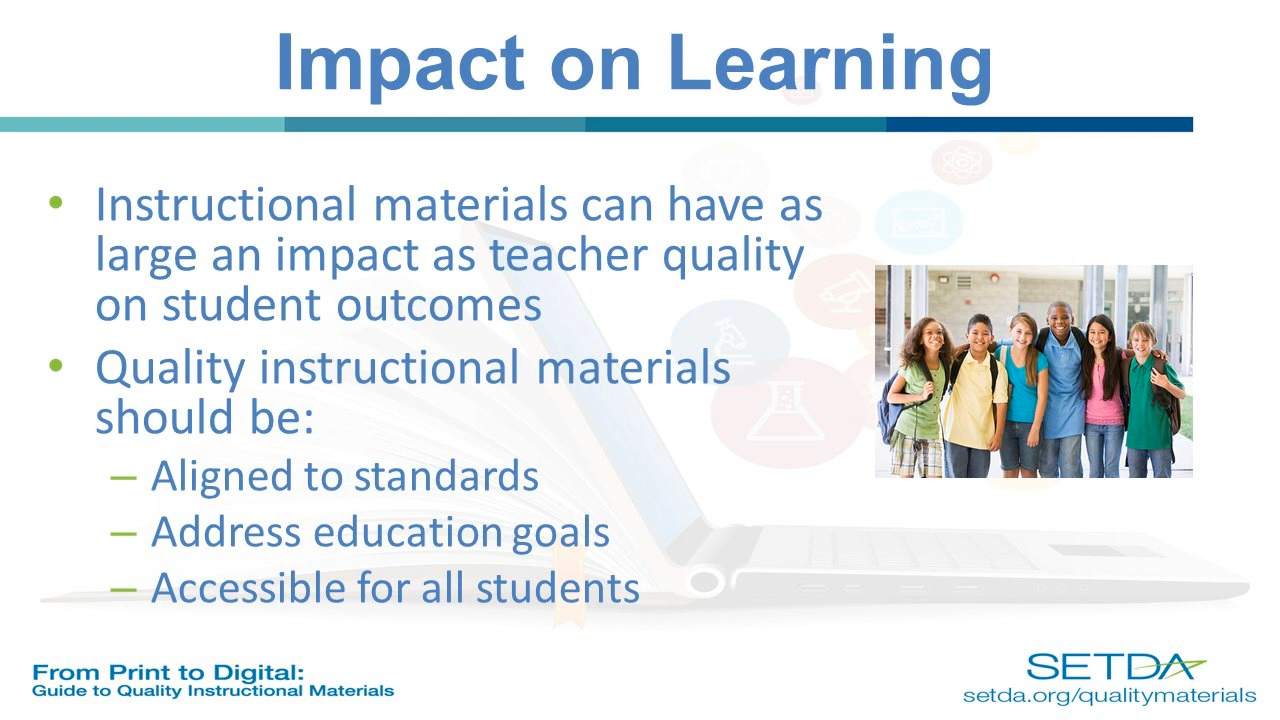 Impact on Learning
• Instructional materials can have as
large an impact as teacher quality
on student outcomes
• Quality instructional materials
should be:
– Aligned to standards
– Address education goals
– Accessible for all students
From Print to Digital:
Guide to Quality Instructional Materials
SETDA
setda.org/qualitymaterials